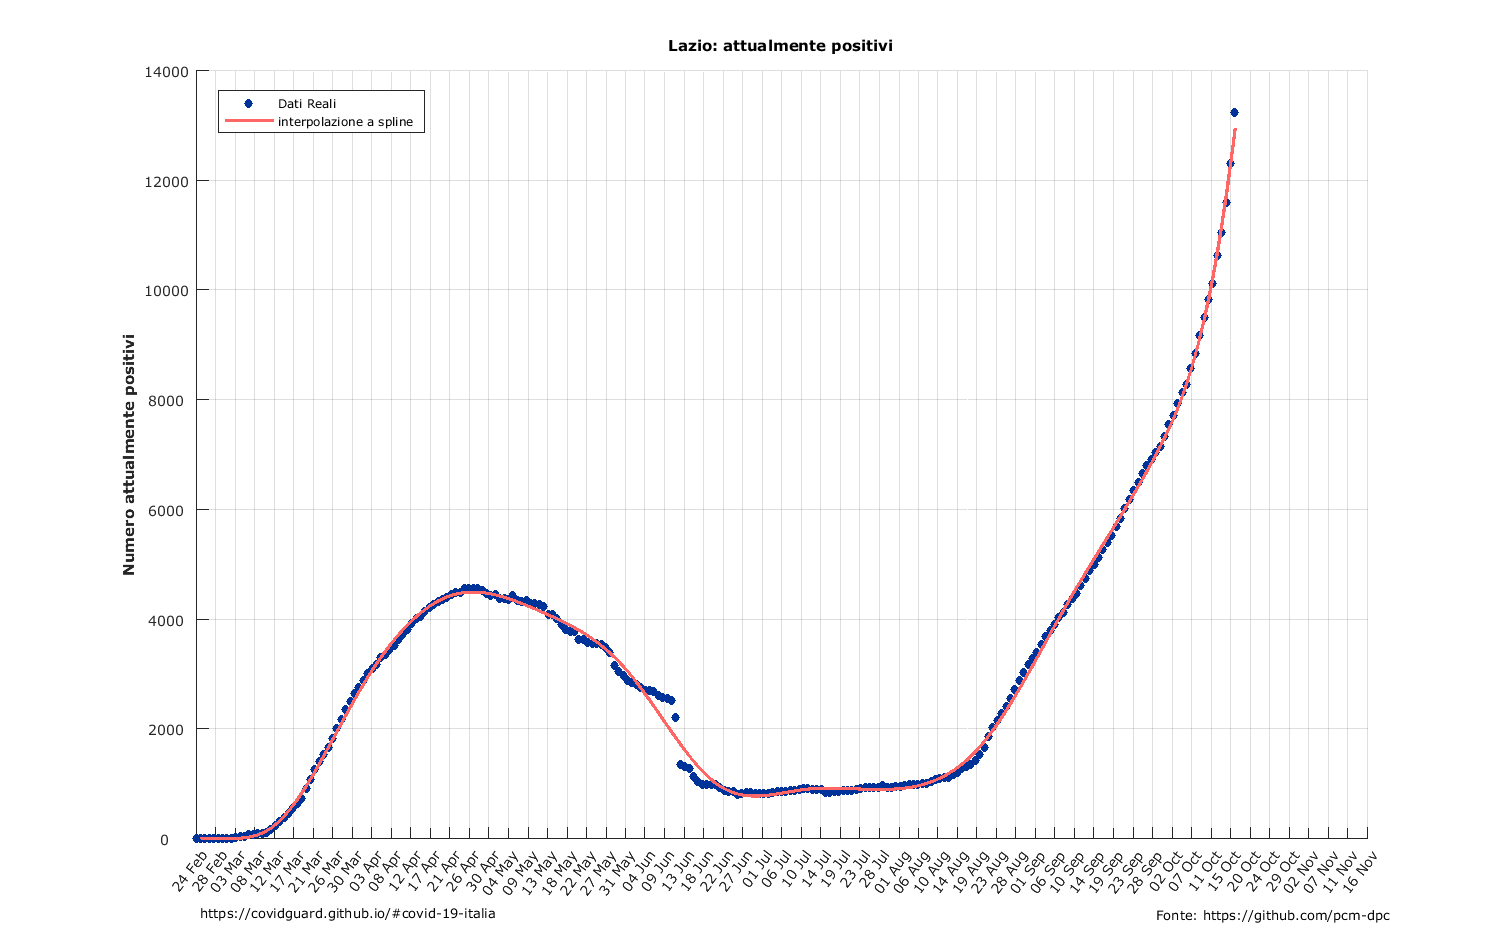 Lazio: attualmente positivi
14000
12000
10000
8000
6000
4000
2000
0
Numero attualmente positivi
Dati Reali
interpolazione a spline
24 Feb
28 Feb
03 Mar
08 Mar
12 Mar
17 Mar
21 Mar
26 Mar
30 Mar
03 Apr
08 Apr
12 Apr
17 Apr
21 Apr
26 Apr
30 Apr
04 May
09 May
13 May
18 May
22 May
27 May
31 May
04 Jun
09 Jun
13 Jun
18 Jun
22 Jun
27 Jun
01 Jul
06 Jul
10 Jul
14 Jul
19 Jul
23 Jul
28 Jul
01 Aug
06 Aug
10 Aug
14 Aug
19 Aug
23 Aug
28 Aug
01 Sep
06 Sep
10 Sep
14 Sep
19 Sep
23 Sep
28 Sep
02 Oct
07 Oct
11 Oct
15 Oct
20 Oct
24 Oct
29 Oct
02 Nov
07 Nov
11 Nov
16 Nov
https://covidguard.github.io/#covid-19-italia
Fonte: https://github.com/pcm-dpc